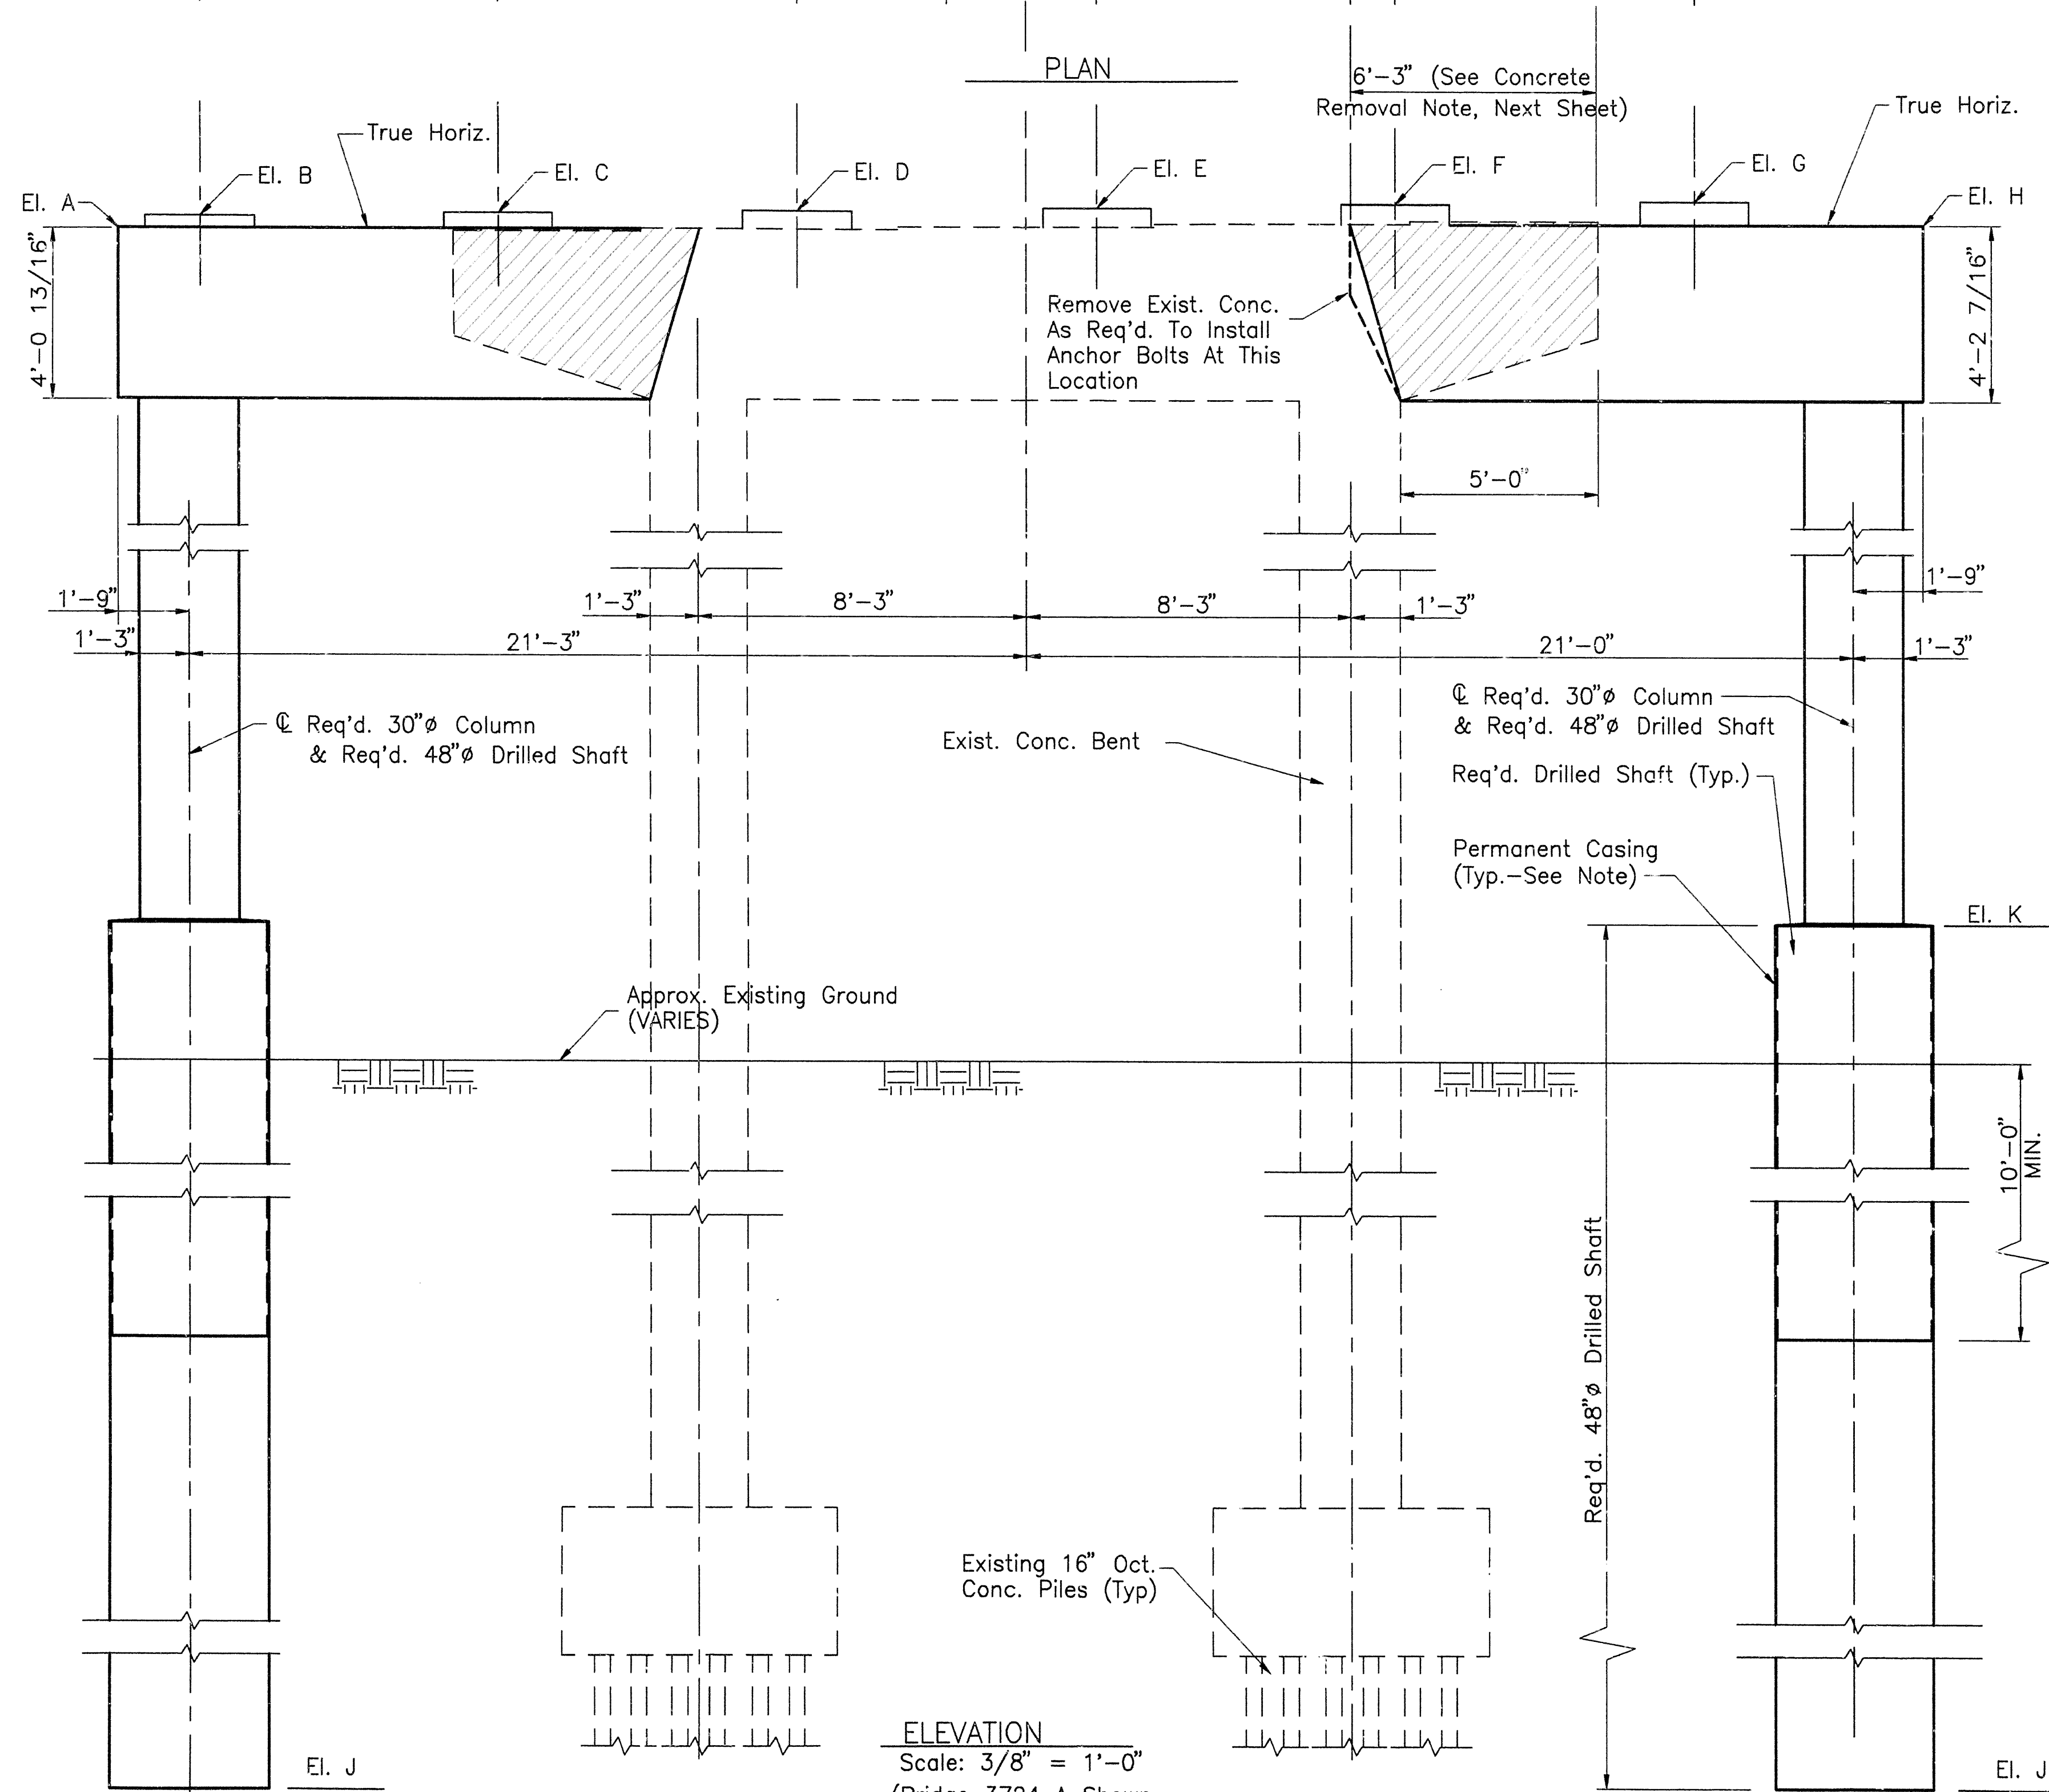 PLAN
6'-3" (See Concrete
Removal Note, Next Sheet)
True Horiz.
True Horiz.
El. A
El. B
El. C
El. D
El. E
El. F
El. G
El. H
4'-0 13/16"
4'-2 7/16"
Remove Exist. Conc.
As Req'd. To Install
Anchor Bolts At This
Location
5'-0"
1'-9"
1'-3"
8'-3"
8'-3"
1'-3"
1'-9"
1'-3"
21'-3"
21'-0"
1'-3"
℄ Req'd. 30"ø Column
& Req'd. 48"ø Drilled Shaft
Exist. Conc. Bent
℄ Req'd. 30"ø Column
& Req'd. 48"ø Drilled Shaft
Req'd. Drilled Shaft (Typ.)
Permanent Casing
(Typ.-See Note)
El. K
Approx. Existing Ground
(VARIES)
10'-0"
MIN.
Req'd. 48"ø Drilled Shaft
Existing 16" Oct.
Conc. Piles (Typ)
ELEVATION
Scale: 3/8" = 1'-0"
(Bridge 3794-A Shown
El. J
El. J